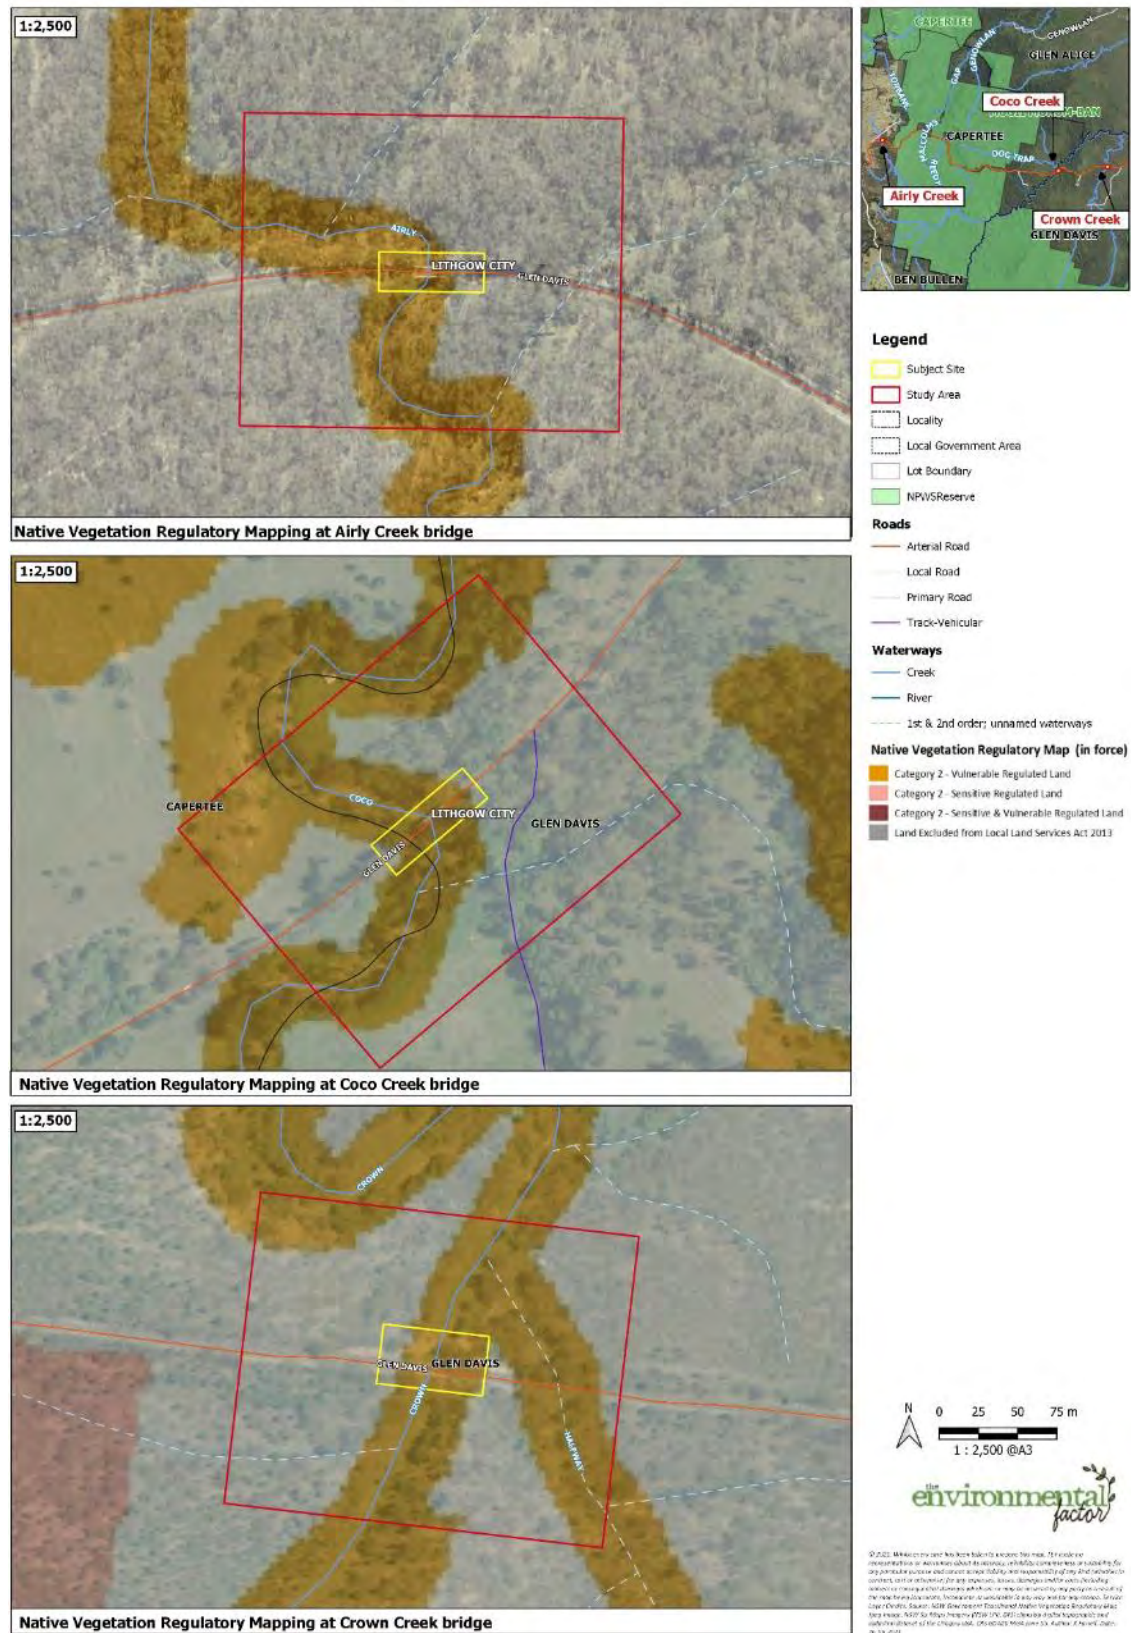 1:2,500
AIRLY
LITHGOW CITY
GLEN DAVIS
Native Vegetation Regulatory Mapping at Airly Creek bridge
1:2,500
CAPERTEE
COCO
LITHGOW CITY
GLEN DAVIS
GLEN DAVIS
Native Vegetation Regulatory Mapping at Coco Creek bridge
1:2,500
CROWN
GLEN DAVIS
GLEN DAVIS
CROWN
HALFWAY
Native Vegetation Regulatory Mapping at Crown Creek bridge
CAPERTEE
GENOWLAN
GLEN ALICE
GAP
GENOWLAN
Coco Creek
MALCOLMS
CAPERTEE
DOG TRAP
Airly Creek
Crown Creek
GLEN DAVIS
BEN BULLEN
Legend
Subject Site
Study Area
Locality
Local Government Area
Lot Boundary
NPWSReserve
Roads
Arterial Road
Local Road
Primary Road
Track-Vehicular
Waterways
Creek
River
1st & 2nd order; unnamed waterways
Native Vegetation Regulatory Map (in force)
Category 2 - Vulnerable Regulated Land
Category 2 - Sensitive Regulated Land
Category 2 - Sensitive & Vulnerable Regulated Land
Land Excluded from Local Land Services Act 2013
N
0 25 50 75 m
1 : 2,500 @A3
the
environmental
factor